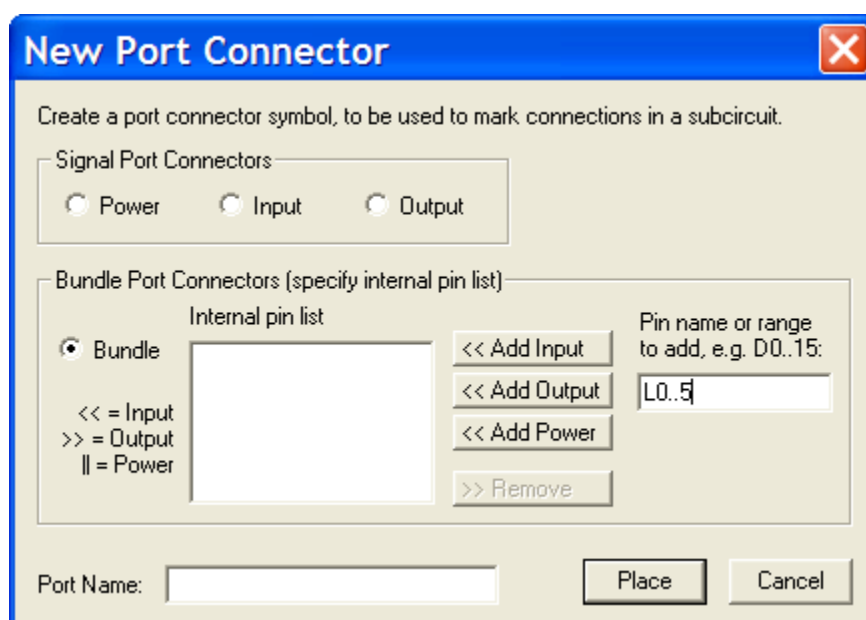 New Port Connector
Create a port connector symbol, to be used to mark connections in a subcircuit.
Signal Port Connectors
Power Input Output
Bundle Port Connectors (specify internal pin list)
Internal pin list
Bundle
<< = Input
>> = Output
|| = Power
<< Add Input
<< Add Output
<< Add Power
>> Remove
Pin name or range
to add, e.g. D0..15:
L0..5
Port Name:
Place
Cancel